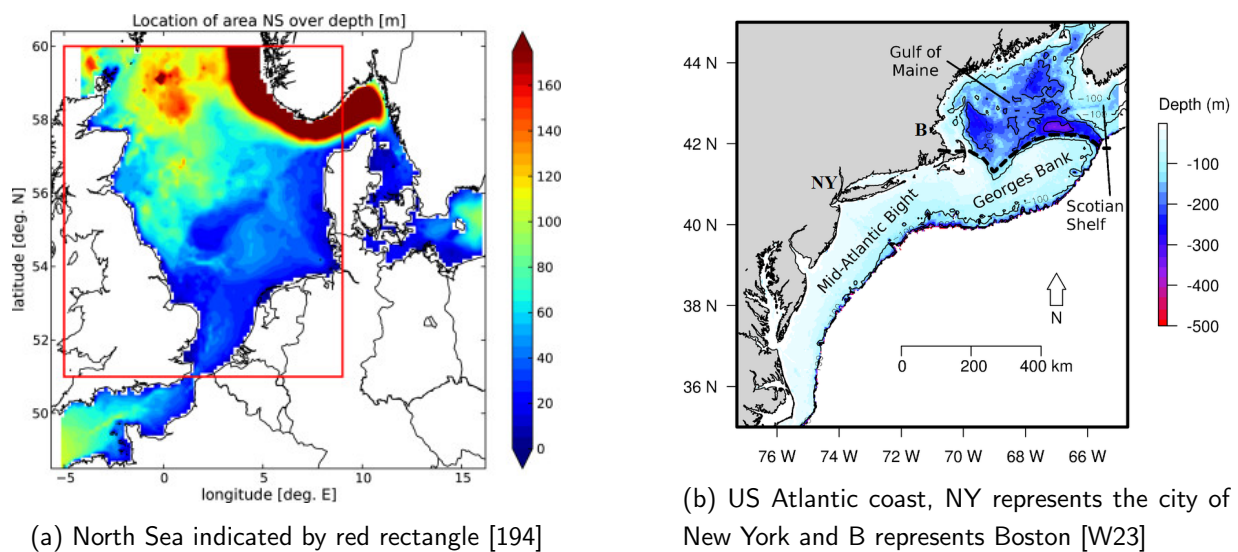 Location of area NS over depth [m]
60
58
56
54
52
50
latitude [deg. N]
−5
0
5
10
15
longitude [deg. E]
160
140
120
100
80
60
40
20
0
(a) North Sea indicated by red rectangle [194]
44 N
42 N
40 N
38 N
36 N
76 W
74 W
72 W
70 W
68 W
66 W
Gulf of
Maine
B
NY
-100
-100
Georges Bank
-100
Mid-Atlantic Bight
Scotian
Shelf
N
0
200
400 km
Depth (m)
-100
-200
-300
-400
-500
(b) US Atlantic coast, NY represents the city of
New York and B represents Boston [W23]